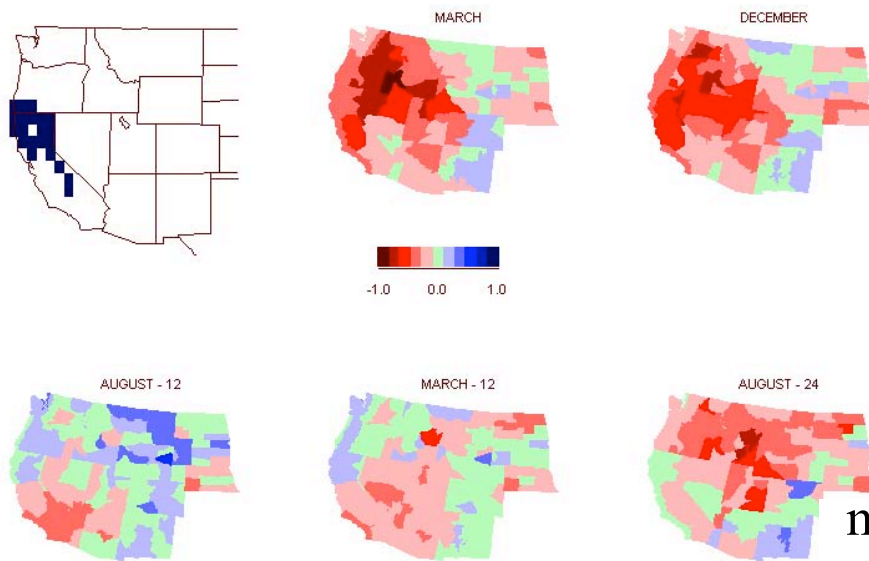 MARCH
DECEMBER
-1.0 0.0 1.0
AUGUST - 12
MARCH - 12
AUGUST - 24
n